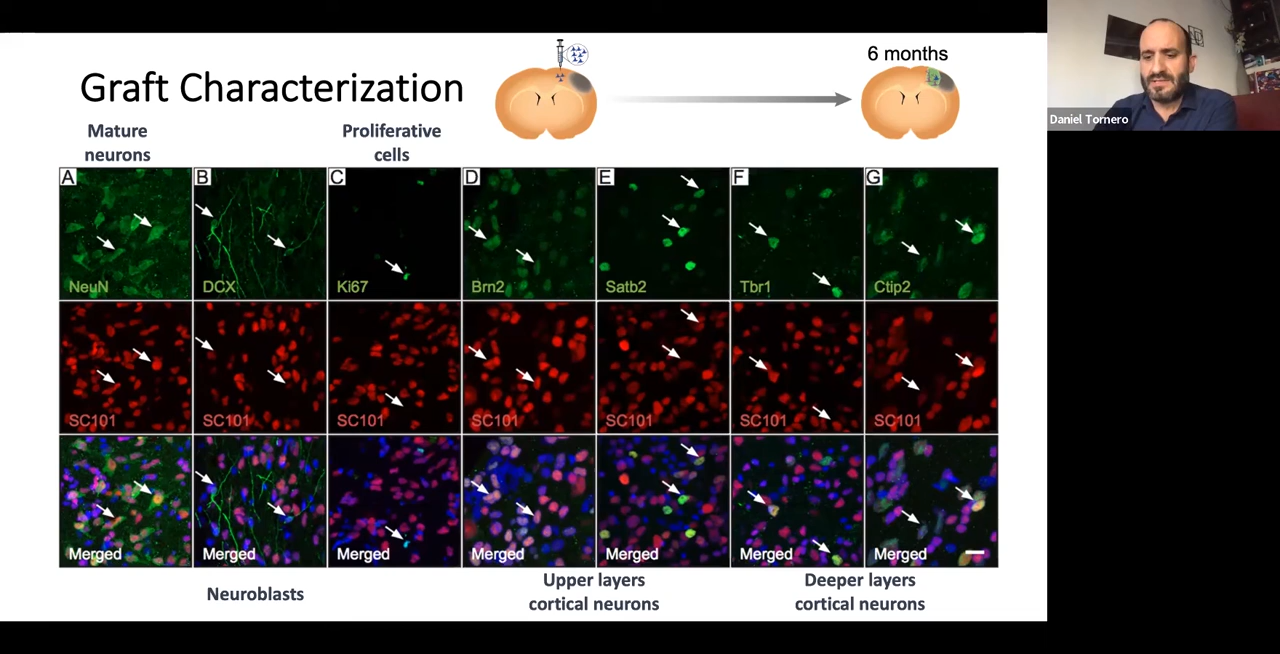 Graft Characterization
6 months
Daniel Tornero
Mature
neurons
Proliferative
cells
A
B
C
D
E
F
G
NeuN
DCX
Ki67
Brn2
Satb2
Tbr1
Ctip2
SC101
SC101
SC101
SC101
SC101
SC101
SC101
Merged
Merged
Merged
Merged
Merged
Merged
Merged
Neuroblasts
Upper layers
cortical neurons
Deeper layers
cortical neurons